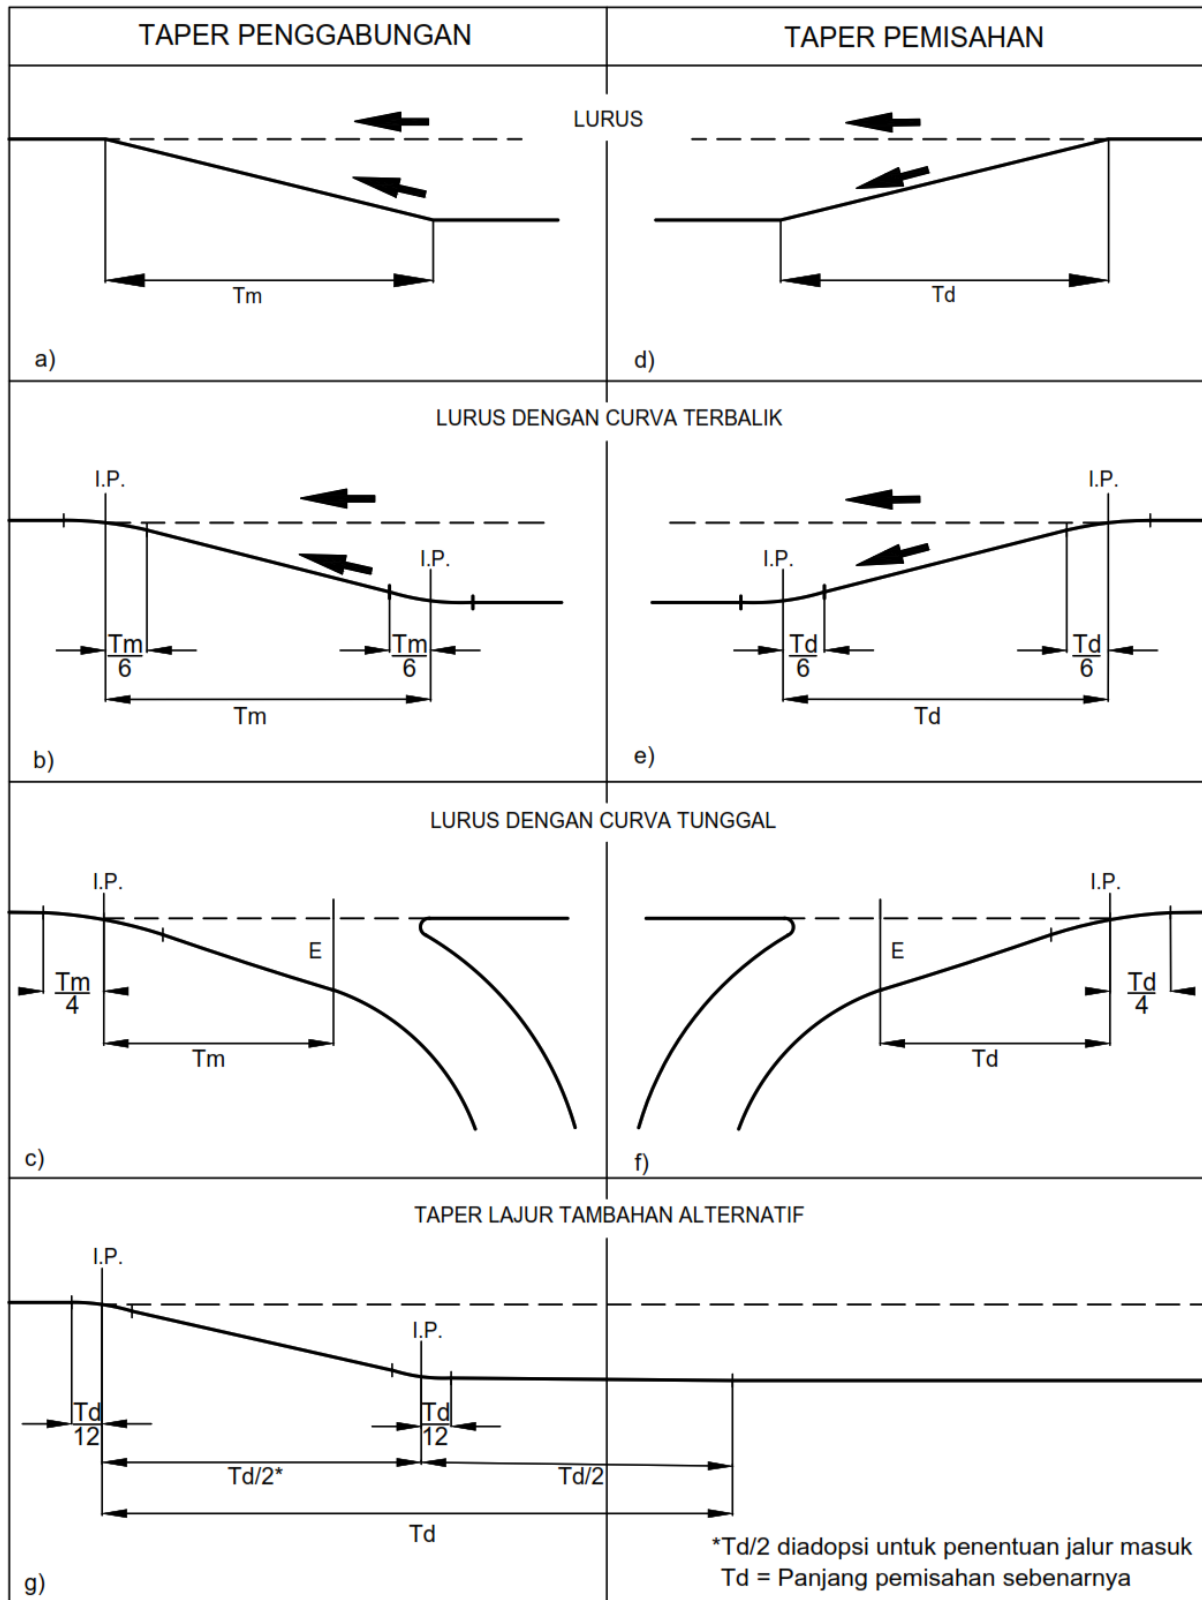 TAPER PENGGABUNGAN
TAPER PEMISAHAN
LURUS
Tm
Td
a)
d)
LURUS DENGAN CURVA TERBALIK
I.P.
I.P.
I.P.
I.P.
Tm
6
Tm
6
Td
6
Td
6
Tm
Td
b)
e)
LURUS DENGAN CURVA TUNGGAL
I.P.
I.P.
E
E
Tm
4
Td
4
Tm
Td
c)
f)
TAPER LAJUR TAMBAHAN ALTERNATIF
I.P.
I.P.
Td
12
Td
12
Td/2*
Td/2
Td
*Td/2 diadopsi untuk penentuan jalur masuk
Td = Panjang pemisahan sebenarnya
g)